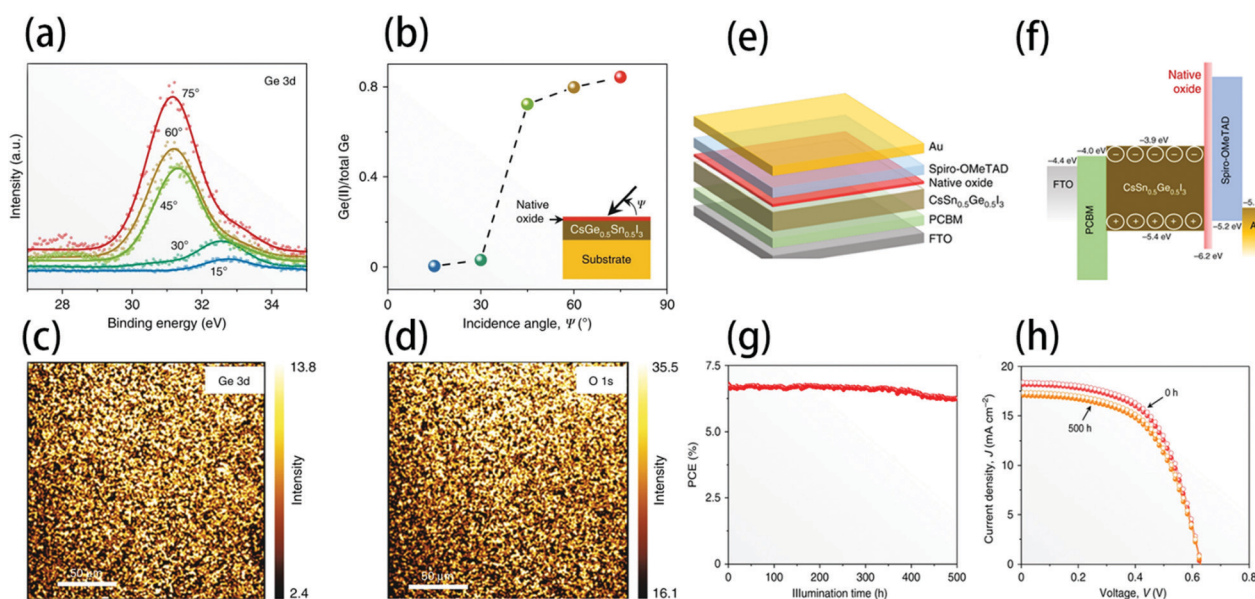 (a)
Ge 3d
75°
60°
45°
30°
15°
Intensity (a.u.)
28 30 32 34
Binding energy (eV)
(b)
0.8
0.4
0
Ge(II)/total Ge
Native
oxide
Ψ
CsGe0.5Sn0.5I3
Substrate
0 30 60 90
Incidence angle, Ψ (°)
(e)
Au
Spiro-OMeTAD
Native oxide
CsSn0.5Ge0.5I3
PCBM
FTO
(f)
Native
oxide
−3.9 eV
−4.0 eV
−4.4 eV
FTO
PCBM
CsSn0.5Ge0.5I3
Spiro-OMeTAD
−5.4 eV
−5.2 eV
−6.2 eV
(c)
Ge 3d
13.8
Intensity
2.4
50 μm
(d)
O 1s
35.5
Intensity
16.1
(g)
7.5
5.0
2.5
0
PCE (%)
0 100 200 300 400 500
Illumination time (h)
(h)
20
15
10
5
0
Current density, J (mA cm−2)
0 h
500 h
0 0.2 0.4 0.6 0.8
Voltage, V (V)